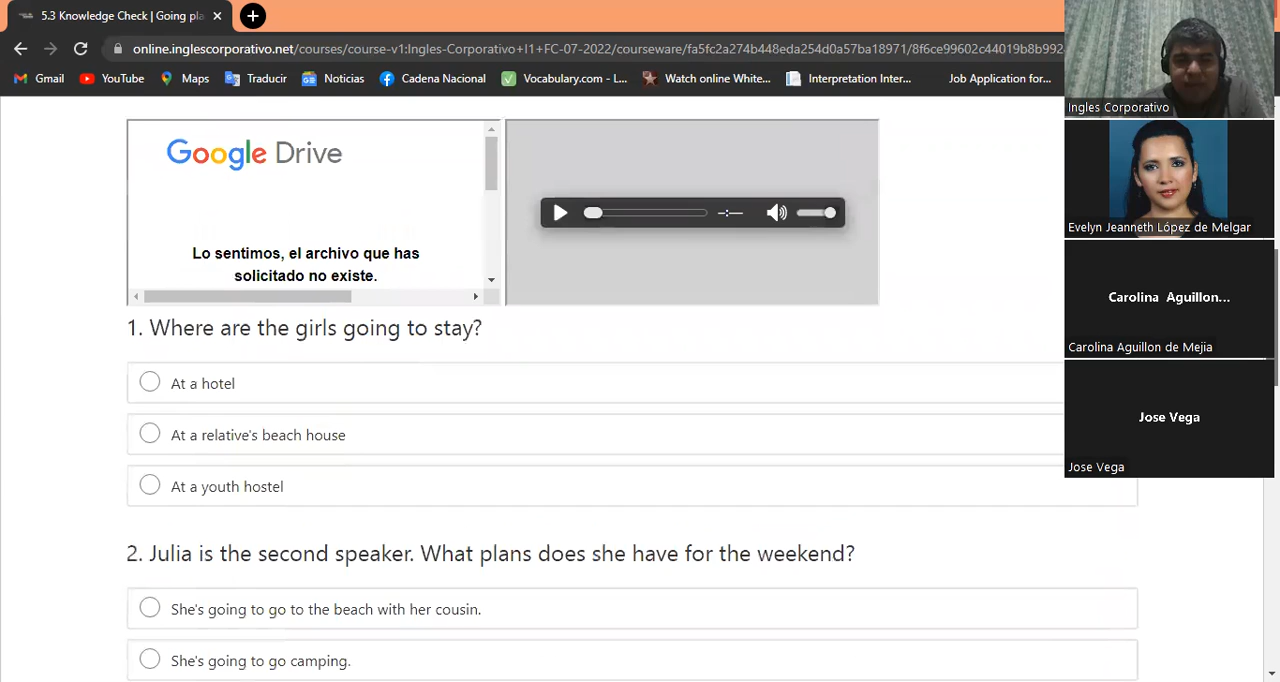 5.3 Knowledge Check | Going pla
online.inglescorporativo.net/courses/course-v1:Ingles-Corporativo+I1+FC-07-2022/courseware/fa5fc2a274b448eda254d0a57ba18971/8f6ce99602c44019b8b992
Gmail
YouTube
Maps
Traducir
Noticias
Cadena Nacional
Vocabulary.com - L...
Watch online White...
Interpretation Inter...
Job Application for...
Ingles Corporativo
Evelyn Jeanneth López de Melgar
Carolina Aguillon...
Carolina Aguillon de Mejia
Jose Vega
Jose Vega
Google Drive
Lo sentimos, el archivo que has
solicitado no existe.
1. Where are the girls going to stay?
At a hotel
At a relative's beach house
At a youth hostel
2. Julia is the second speaker. What plans does she have for the weekend?
She's going to go to the beach with her cousin.
She's going to go camping.